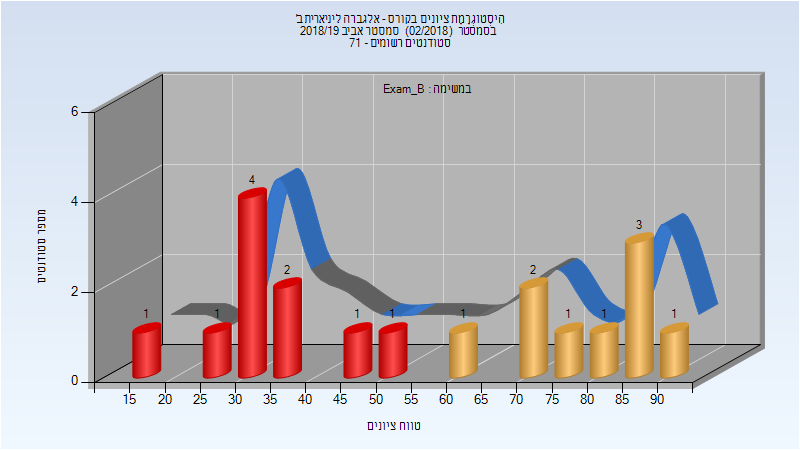 היסטוגרמת ציונים בקורס - אלגברה ליניארית ב'
בסמסטר (02/2018) סמסטר אביב 2018/19
סטודנטים רשומים - 71
במשימה : Exam_B
מספר סטודנטים
6
4
2
0
1
1
4
2
1
1
1
2
1
1
3
1
15 20 25 30 35 40 45 50 55 60 65 70 75 80 85 90
טווח ציונים